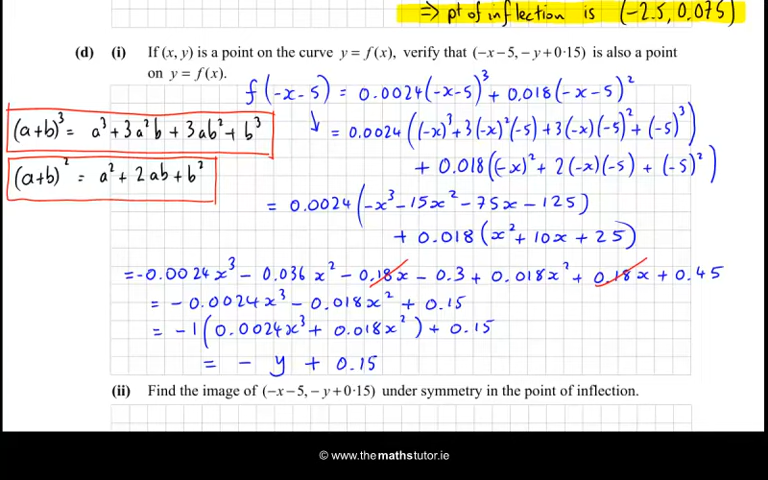 ⇒ pt of inflection is (-2.5, 0.075)
(d) (i) If (x, y) is a point on the curve y = f(x), verify that (−x−5, −y+0·15) is also a point
on y = f(x).
f(-x-5) = 0.0024(-x-5)³ + 0.018(-x-5)²
(a+b)³ = a³ + 3a²b + 3ab² + b³
= 0.0024((-x)³ + 3(-x)²(-5) + 3(-x)(-5)² + (-5)³)
+ 0.018((-x)² + 2(-x)(-5) + (-5)²)
(a+b)² = a² + 2ab + b²
= 0.0024(-x³ - 15x² - 75x - 125)
+ 0.018(x² + 10x + 25)
= -0.0024x³ - 0.036x² - 0.18x - 0.3 + 0.018x² + 0.18x + 0.45
= -0.0024x³ - 0.018x² + 0.15
= -1(0.0024x³ + 0.018x²) + 0.15
= - y + 0.15
(ii) Find the image of (−x−5, −y+0·15) under symmetry in the point of inflection.
© www.themathstutor.ie